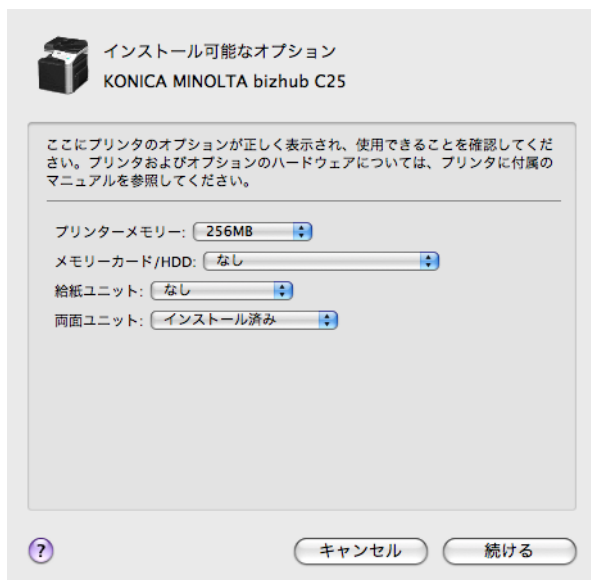 インストール可能なオプション
KONICA MINOLTA bizhub C25
ここにプリンタのオプションが正しく表示され、使用できることを確認してくだ
さい。プリンタおよびオプションのハードウェアについては、プリンタに付属の
マニュアルを参照してください。
プリンターメモリー: 256MB
メモリーカード/HDD: なし
給紙ユニット: なし
両面ユニット: インストール済み
? キャンセル 続ける